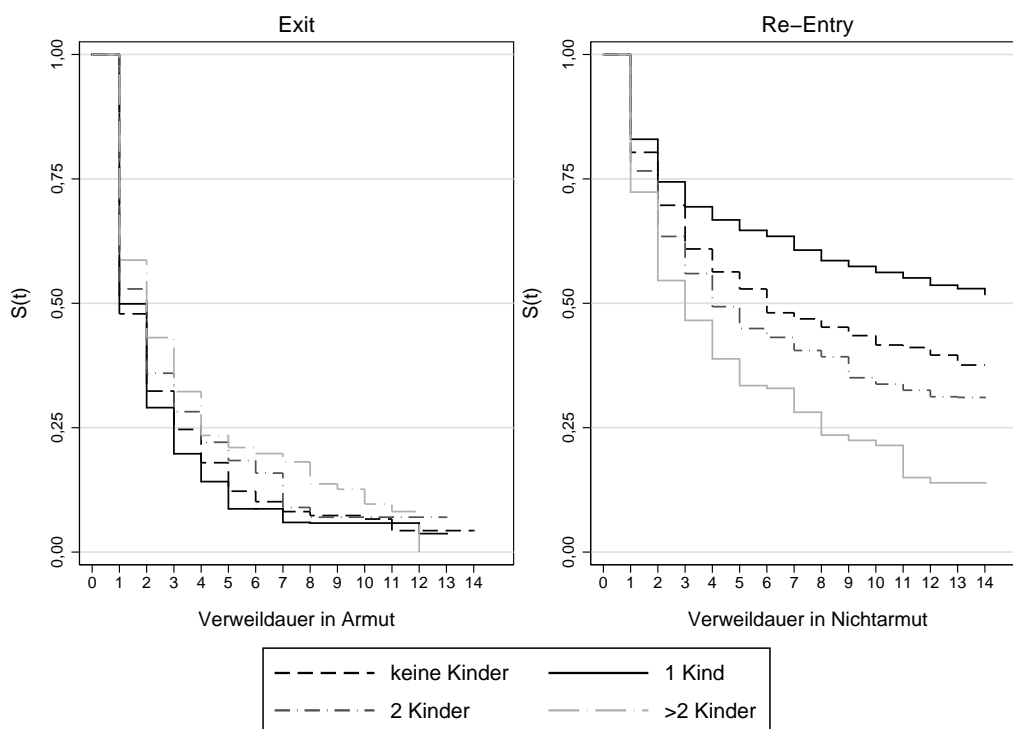 Exit
S(t)
1,00
0,75
0,50
0,25
0,00
0 1 2 3 4 5 6 7 8 9 10 11 12 13 14
Verweildauer in Armut
Re−Entry
S(t)
1,00
0,75
0,50
0,25
0,00
0 1 2 3 4 5 6 7 8 9 10 11 12 13 14
Verweildauer in Nichtarmut
keine Kinder 1 Kind
2 Kinder >2 Kinder